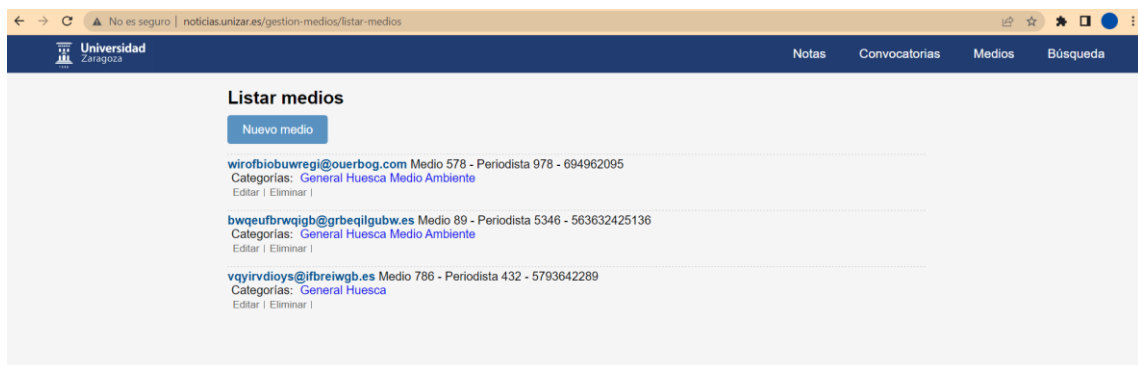 No es seguro | noticias.unizar.es/gestion-medios/listar-medios
Universidad
Zaragoza
Notas Convocatorias Medios Búsqueda
Listar medios
Nuevo medio
wirofbiobuwregi@ouerbog.com Medio 578 - Periodista 978 - 694962095
Categorías: General Huesca Medio Ambiente
Editar | Eliminar |
bwqeufbrwqigb@grbeqilgubw.es Medio 89 - Periodista 5346 - 563632425136
Categorías: General Huesca Medio Ambiente
Editar | Eliminar |
vqyirvdioys@ifbreiwgb.es Medio 786 - Periodista 432 - 5793642289
Categorías: General Huesca
Editar | Eliminar |